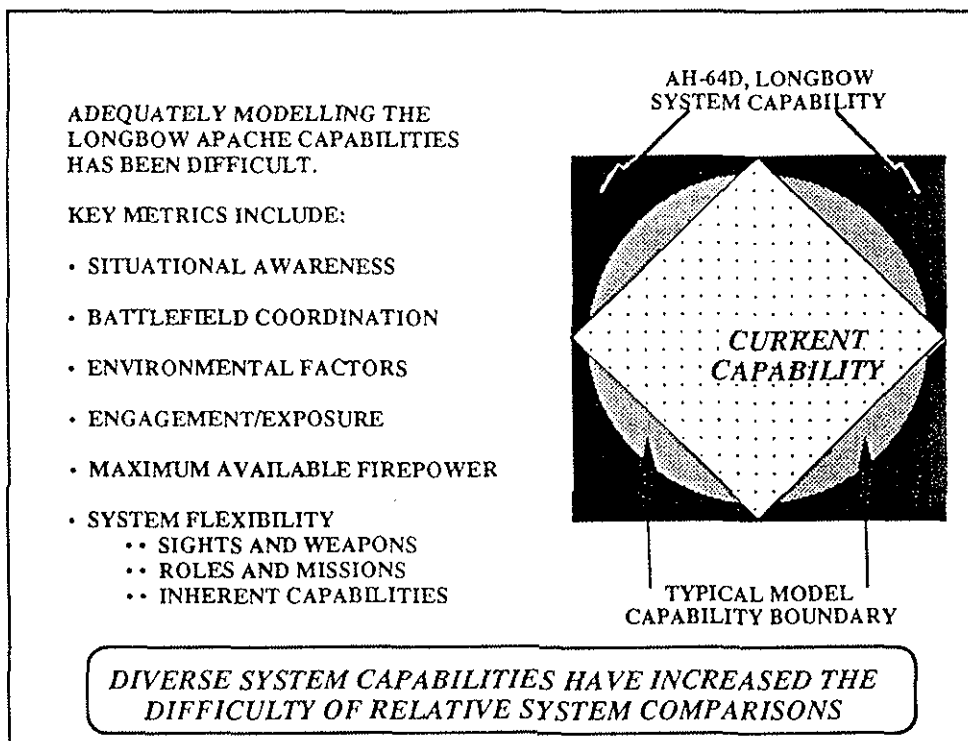 ADEQUATELY MODELLING THE
LONGBOW APACHE CAPABILITIES
HAS BEEN DIFFICULT.
KEY METRICS INCLUDE:
• SITUATIONAL AWARENESS
• BATTLEFIELD COORDINATION
• ENVIRONMENTAL FACTORS
• ENGAGEMENT/EXPOSURE
• MAXIMUM AVAILABLE FIREPOWER
• SYSTEM FLEXIBILITY
•• SIGHTS AND WEAPONS
•• ROLES AND MISSIONS
•• INHERENT CAPABILITIES
AH-64D, LONGBOW
SYSTEM CAPABILITY
CURRENT
CAPABILITY
TYPICAL MODEL
CAPABILITY BOUNDARY
DIVERSE SYSTEM CAPABILITIES HAVE INCREASED THE
DIFFICULTY OF RELATIVE SYSTEM COMPARISONS